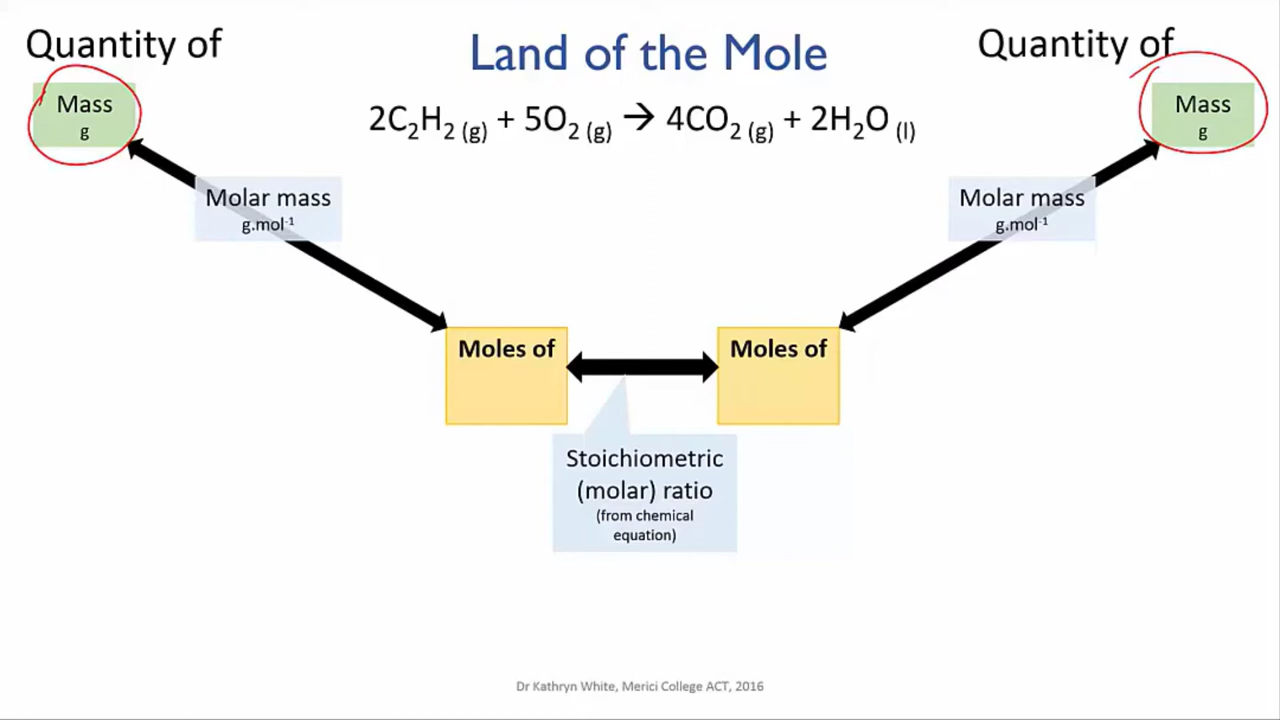 Quantity of
Land of the Mole
Quantity of
Mass
g
2C₂H₂ (g) + 5O₂ (g) → 4CO₂ (g) + 2H₂O (l)
Mass
g
Molar mass
g.mol⁻¹
Molar mass
g.mol⁻¹
Moles of
Moles of
Stoichiometric
(molar) ratio
(from chemical
equation)
Dr Kathryn White, Merici College ACT, 2016